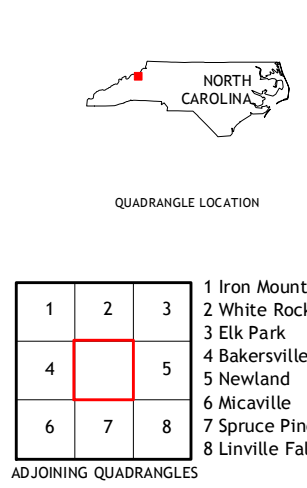 NORTH
CAROLINA
QUADRANGLE LOCATION
1 2 3
4 5
6 7 8
1 Iron Mount
2 White Rock
3 Elk Park
4 Bakersville
5 Newland
6 Micaville
7 Spruce Pin
8 Linville Fal
ADJOINING QUADRANGLES